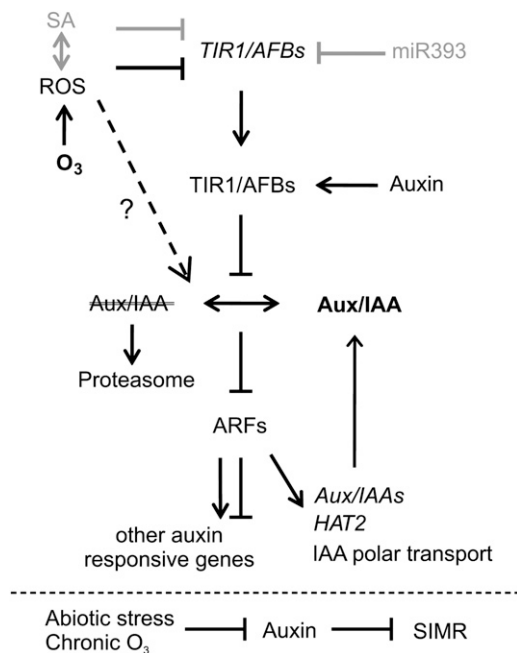 SA
TIR1/AFBs
miR393
ROS
O3
TIR1/AFBs
Auxin
?
Aux/IAA
Aux/IAA
Proteasome
ARFs
Aux/IAAs
HAT2
IAA polar transport
other auxin
responsive genes
Abiotic stress
Chronic O3
Auxin
SIMR